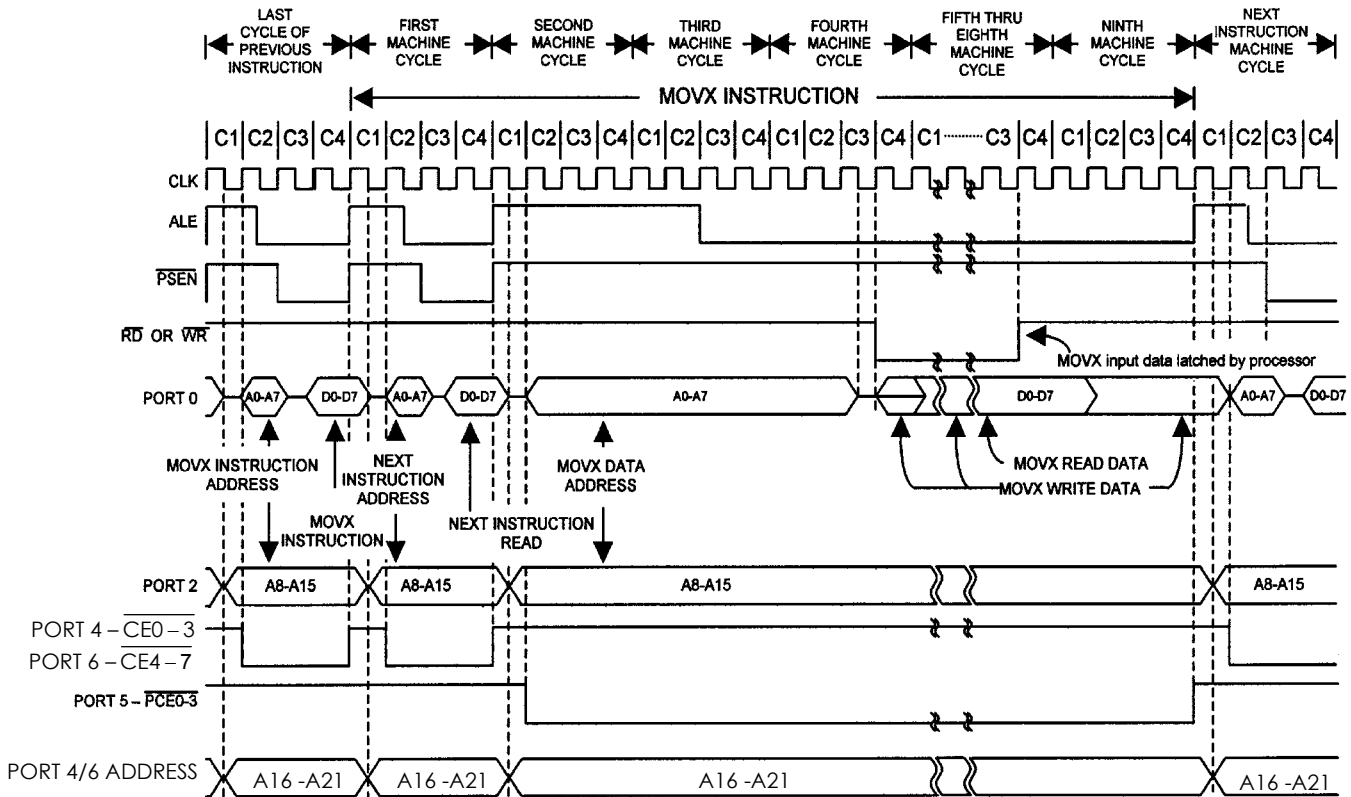 LAST
CYCLE OF
PREVIOUS
INSTRUCTION
FIRST
MACHINE
CYCLE
SECOND
MACHINE
CYCLE
THIRD
MACHINE
CYCLE
FOURTH
MACHINE
CYCLE
FIFTH THRU
EIGHTH
MACHINE
CYCLE
NINTH
MACHINE
CYCLE
NEXT
INSTRUCTION
MACHINE
CYCLE
MOVX INSTRUCTION
C1 C2 C3 C4 C1 C2 C3 C4 C1 C2 C3 C4 C1 C2 C3 C4 C1 C2 C3 C4 C1 ········ C3 C4 C1 C2 C3 C4 C1 C2 C3 C4
CLK
ALE
PSEN
RD OR WR
MOVX input data latched by processor
PORT 0 A0-A7 D0-D7 A0-A7 D0-D7 A0-A7 D0-D7 A0-A7 D0-D7
MOVX INSTRUCTION
ADDRESS
NEXT
INSTRUCTION
ADDRESS
MOVX DATA
ADDRESS
MOVX READ DATA
MOVX WRITE DATA
MOVX
INSTRUCTION
NEXT INSTRUCTION
READ
PORT 2 A8-A15 A8-A15 A8-A15 A8-A15
PORT 4 – CE0 – 3
PORT 6 – CE4 – 7
PORT 5 – PCE0-3
PORT 4/6 ADDRESS A16 -A21 A16 -A21 A16 -A21 A16 -A21